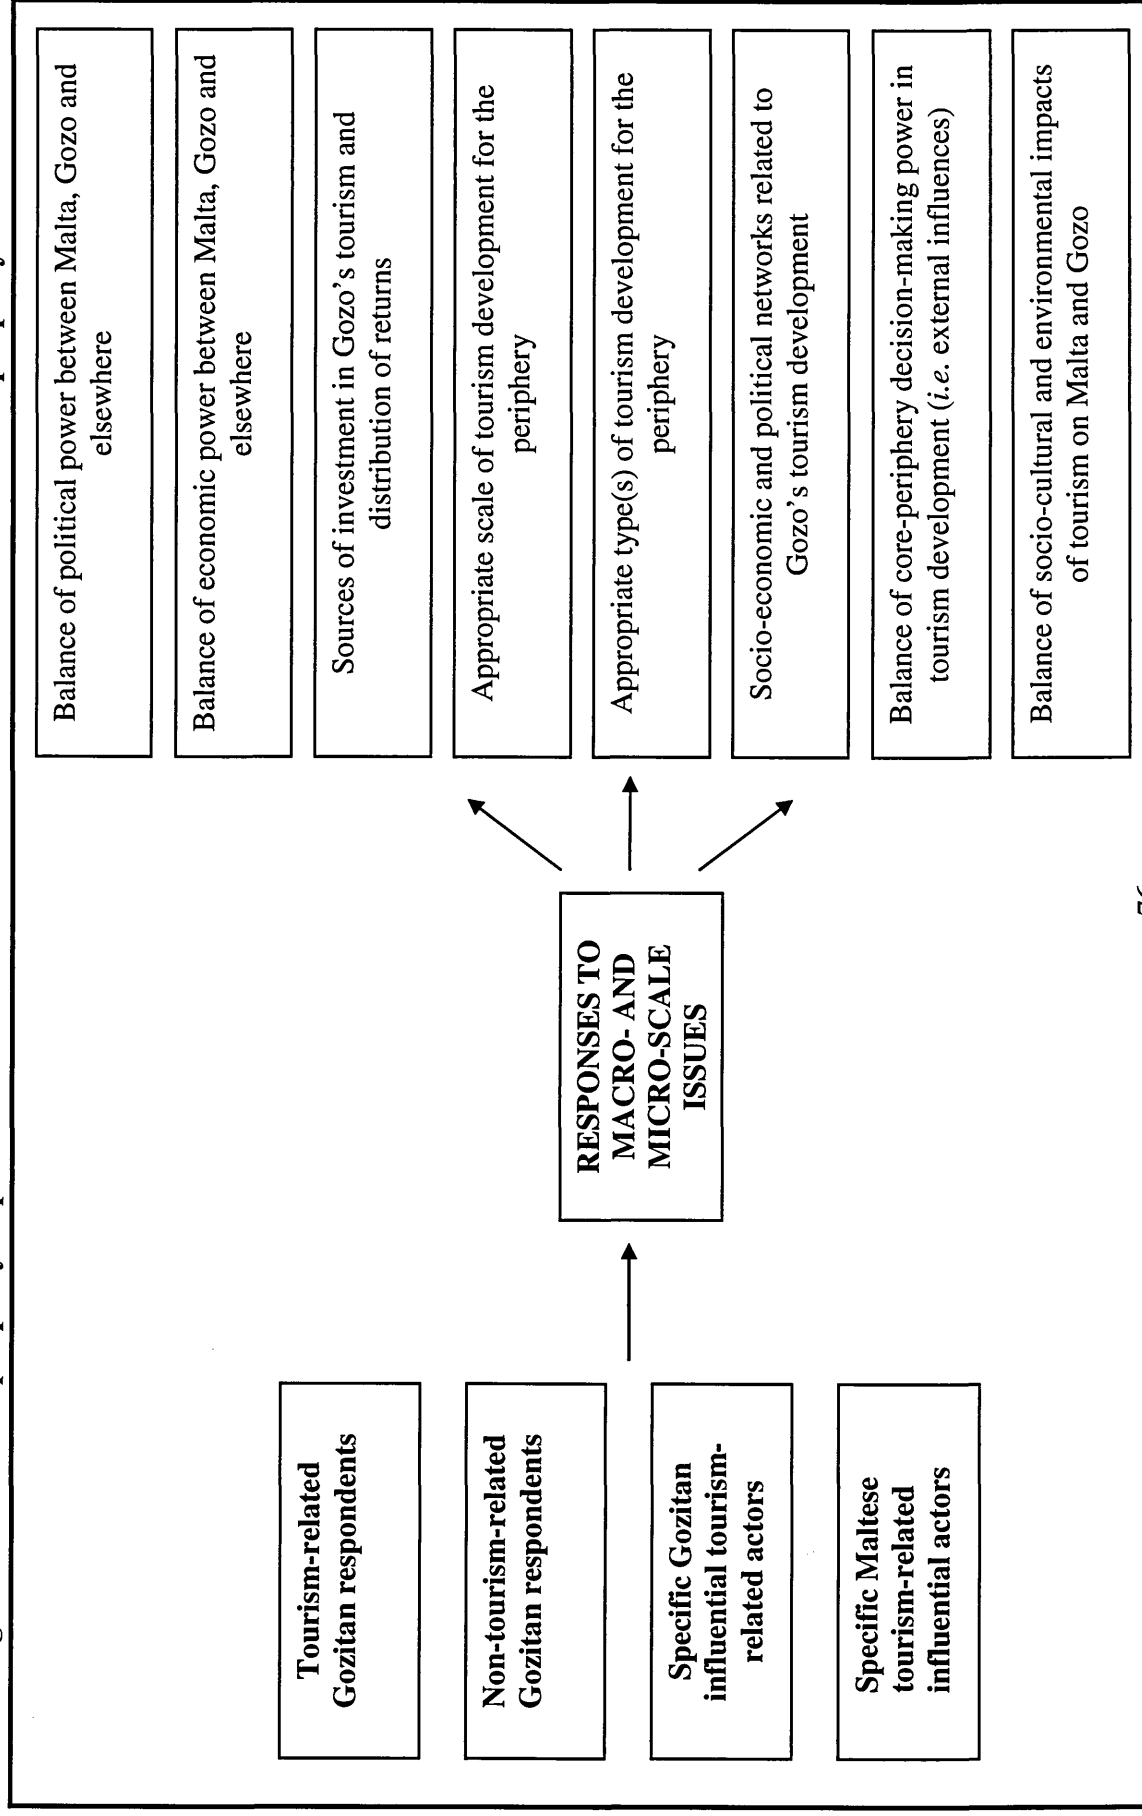 Tourism-related
Gozitan respondents
Non-tourism-related
Gozitan respondents
Specific Gozitan
influential tourism-
related actors
Specific Maltese
tourism-related
influential actors
RESPONSES TO
MACRO- AND
MICRO-SCALE
ISSUES
Balance of political power between Malta, Gozo and
elsewhere
Balance of economic power between Malta, Gozo and
elsewhere
Sources of investment in Gozo's tourism and
distribution of returns
Appropriate scale of tourism development for the
periphery
Appropriate type(s) of tourism development for the
periphery
Socio-economic and political networks related to
Gozo's tourism development
Balance of core-periphery decision-making power in
tourism development (i.e. external influences)
Balance of socio-cultural and environmental impacts
of tourism on Malta and Gozo